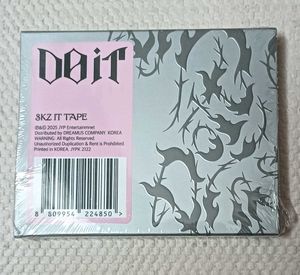 DO iT
SKZ IT TAPE
℗&© 2025 JYP Entertainment
Distributed by DREAMUS COMPANY. KOREA
WARNING: All Rights Reserved.
Unauthorized Duplication & Rent is Prohibited.
Printed in KOREA. JYPK 2122
8 809954 224850 >